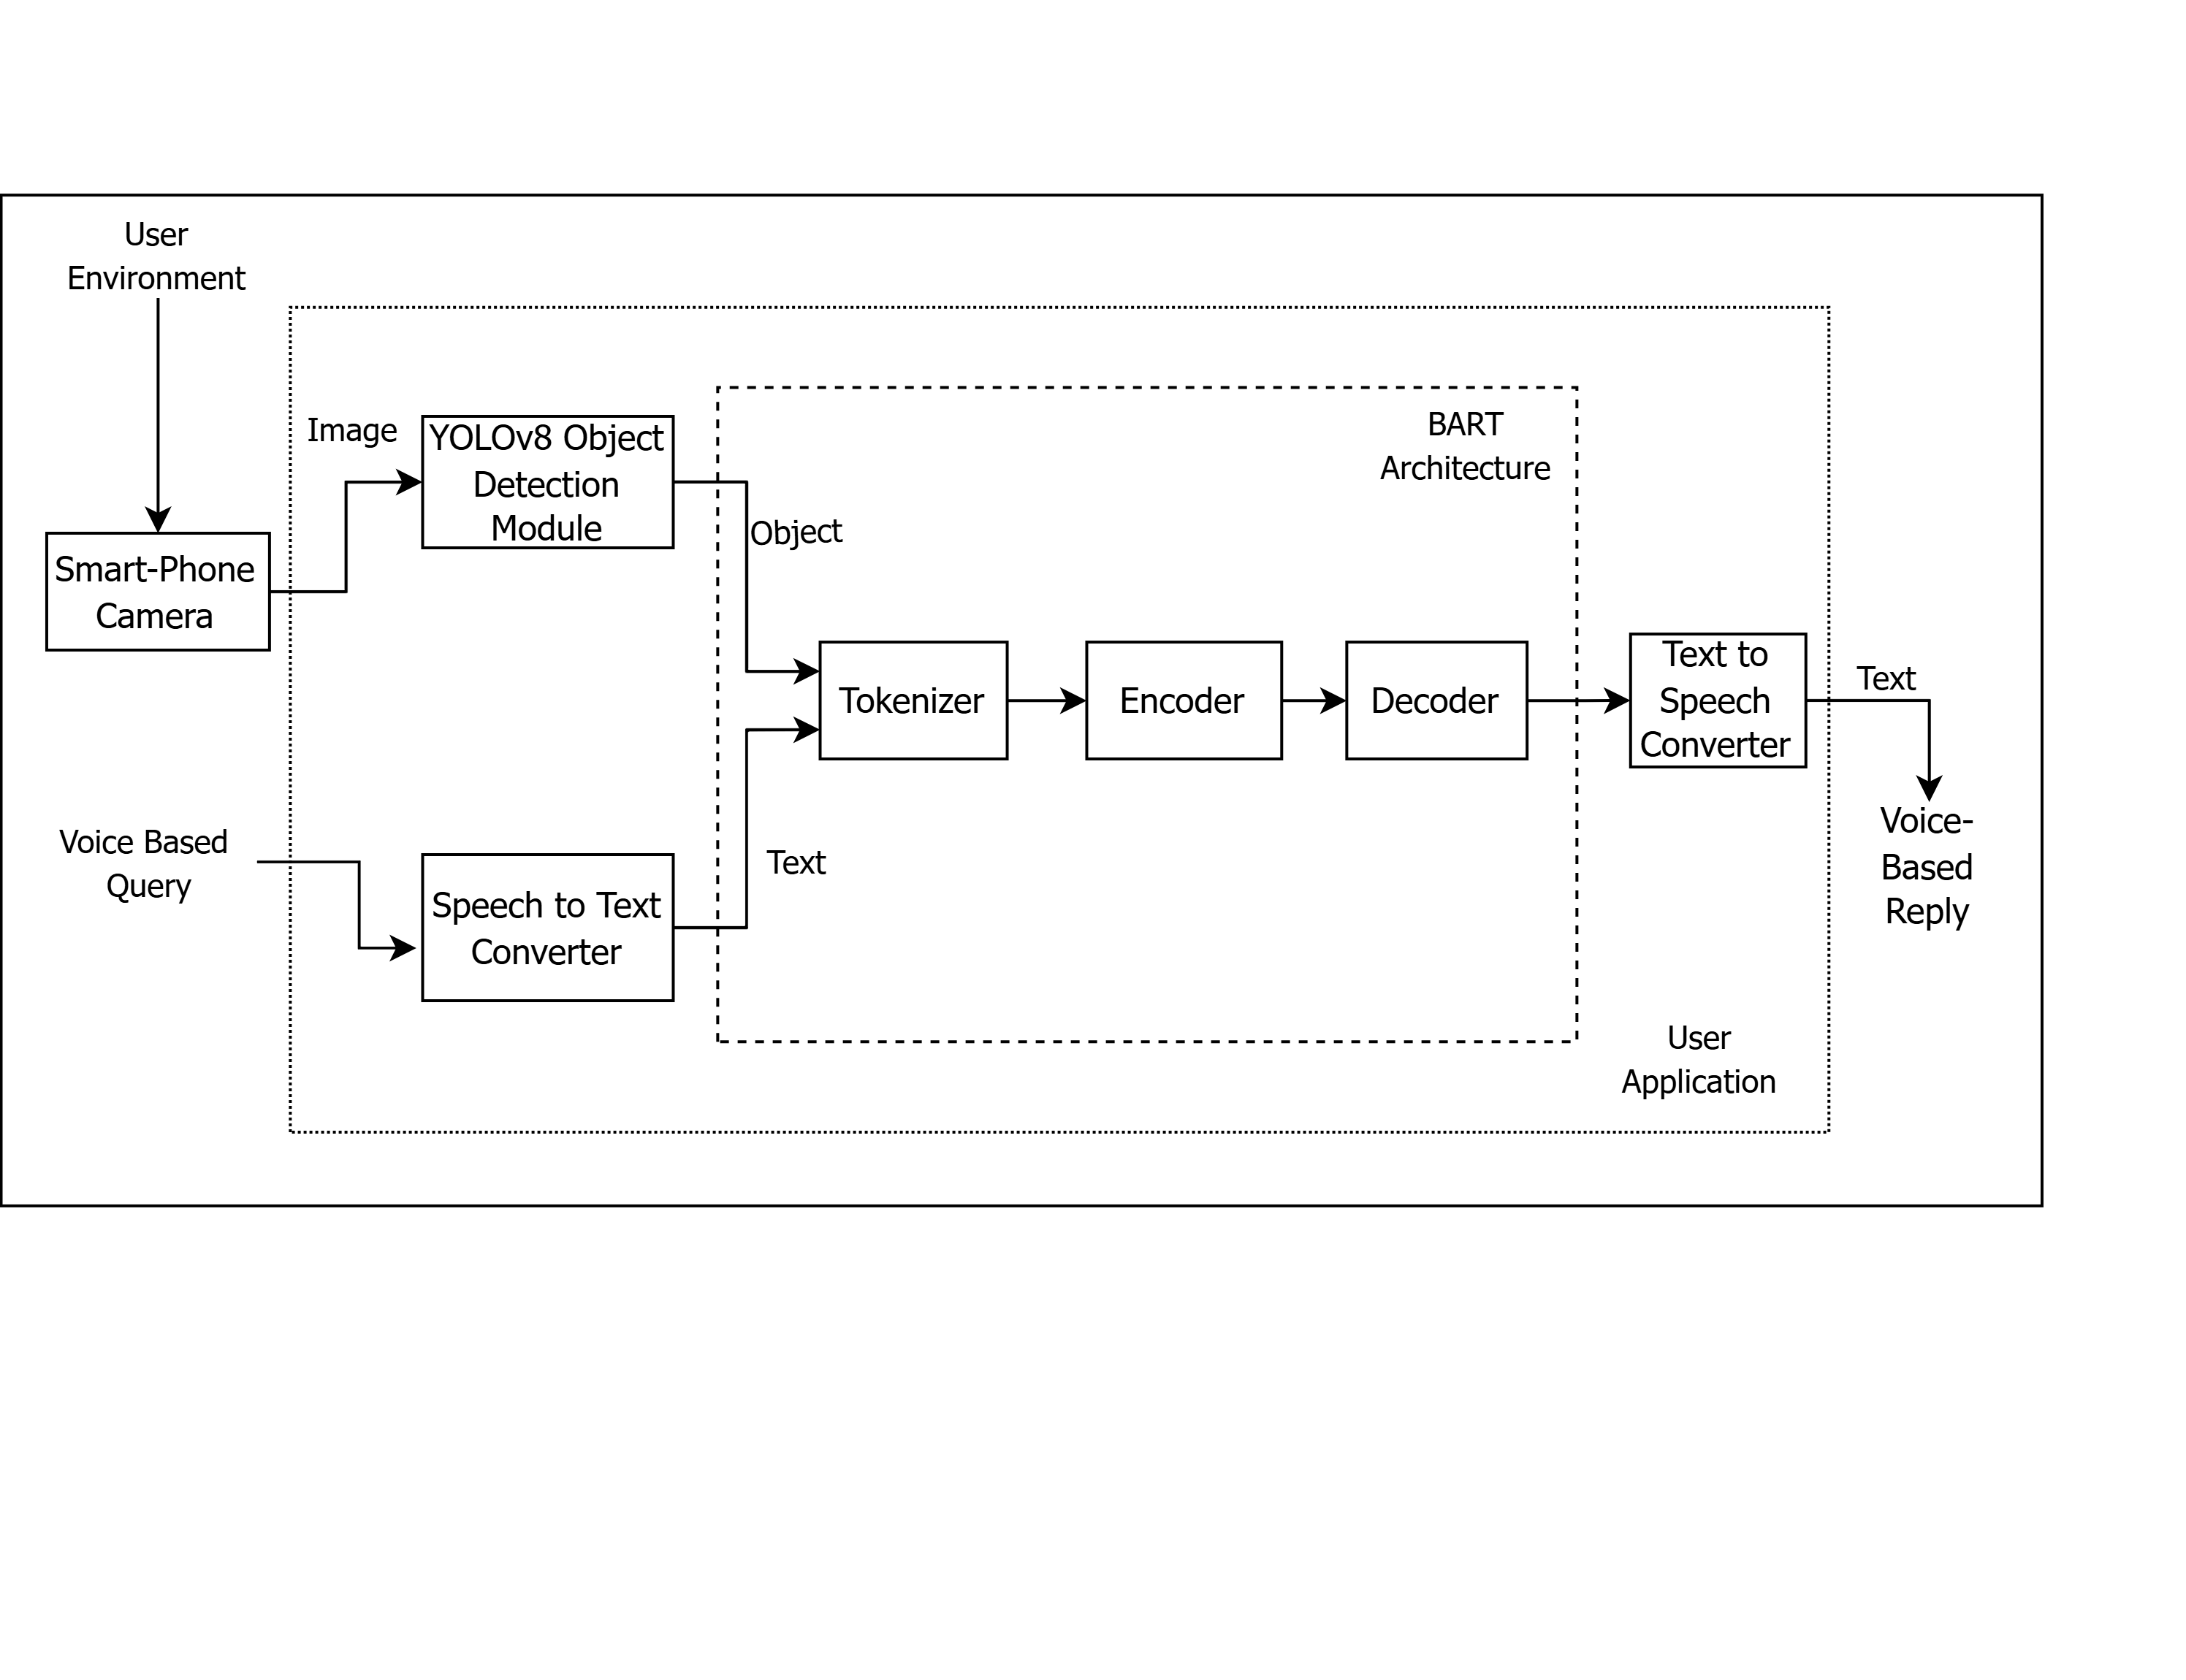 User
Environment
Smart-Phone
Camera
Image
YOLOv8 Object
Detection
Module
Object
BART
Architecture
Tokenizer
Encoder
Decoder
Text to
Speech
Converter
Text
Voice-
Based
Reply
Voice Based
Query
Speech to Text
Converter
Text
User
Application